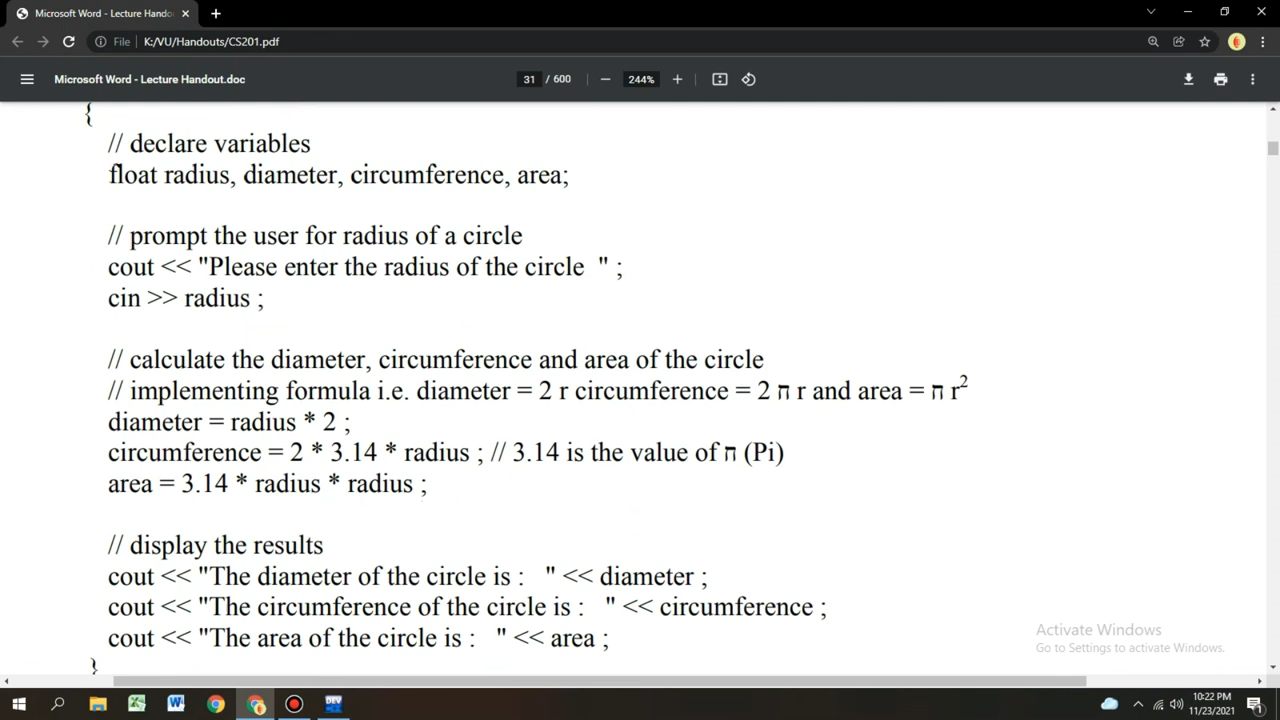 Microsoft Word - Lecture Hando
File K:/VU/Handouts/CS201.pdf
Microsoft Word - Lecture Handout.doc 31 / 600 244%
{
// declare variables
float radius, diameter, circumference, area;
// prompt the user for radius of a circle
cout << "Please enter the radius of the circle " ;
cin >> radius ;
// calculate the diameter, circumference and area of the circle
// implementing formula i.e. diameter = 2 r circumference = 2 ח r and area = ח r²
diameter = radius * 2 ;
circumference = 2 * 3.14 * radius ; // 3.14 is the value of ח (Pi)
area = 3.14 * radius * radius ;
// display the results
cout << "The diameter of the circle is : " << diameter ;
cout << "The circumference of the circle is : " << circumference ;
cout << "The area of the circle is : " << area ;
}
Activate Windows
Go to Settings to activate Windows.
DEV
10:22 PM
11/23/2021
1